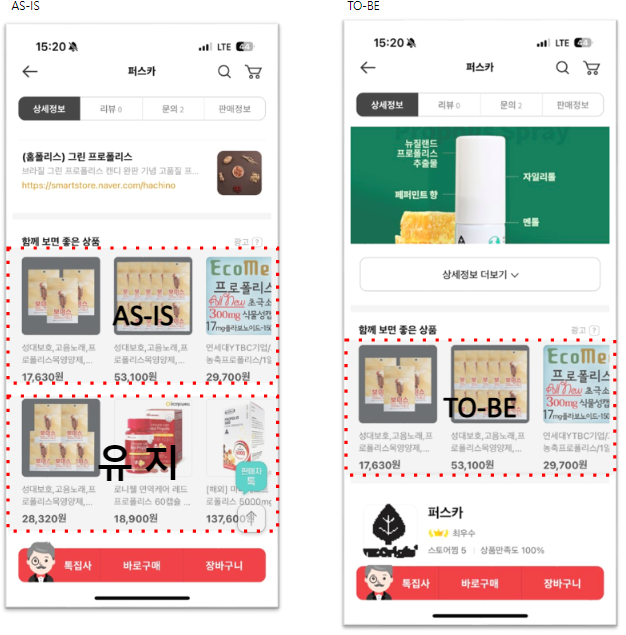 AS-IS
TO-BE
15:20
LTE
44
퍼스카
상세정보
리뷰 0
문의 2
판매정보
(홈폴리스) 그린 프로폴리스
브라질 그린 프로폴리스 캔디 완판 기념 고품질 프...
https://smartstore.naver.com/hachino
함께 보면 좋은 상품
광고 ?
AS-IS
EcoMe
프로폴리스
All New 초극소
300mg 식물성캡
17mg플라보노이드-150
성대보호,고음노래,프
로폴리스목영양제,...
17,630원
성대보호,고음노래,프
로폴리스목영양제,...
53,100원
연세대YTBC기업/
농축프로폴리스/1일
29,700원
유 지
성대보호,고음노래,프
로폴리스목영양제,...
28,320원
로니웰 면역케어 레드
프로폴리스 60캡슐 ...
18,900원
[해외] 마
로폴리스 5000mg
137,600
판매자
톡
톡집사
바로구매
장바구니
15:20
LTE
44
퍼스카
상세정보
리뷰 0
문의 2
판매정보
Propolis Spray
뉴질랜드
프로폴리스
추출물
자일리톨
페퍼민트 향
멘톨
상세정보 더보기
함께 보면 좋은 상품
광고 ?
TO-BE
EcoMe
프로폴리스
All New 초극소
300mg 식물성캡
17mg플라보노이드-150
성대보호,고음노래,프
로폴리스목영양제,...
17,630원
성대보호,고음노래,프
로폴리스목영양제,...
53,100원
연세대YTBC기업/
농축프로폴리스/1일
29,700원
퍼스카
최우수
스토어찜 5
상품만족도 100%
톡집사
바로구매
장바구니